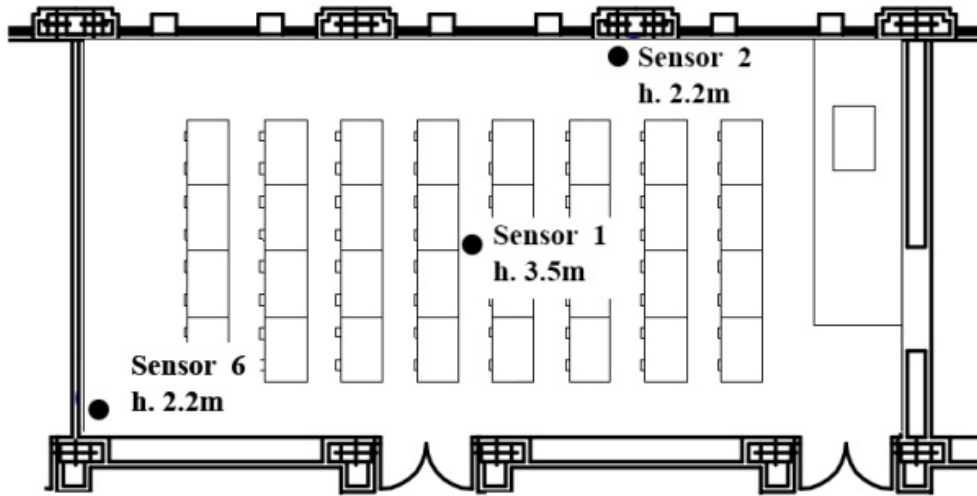 Sensor 2
h. 2.2m
Sensor 1
h. 3.5m
Sensor 6
h. 2.2m